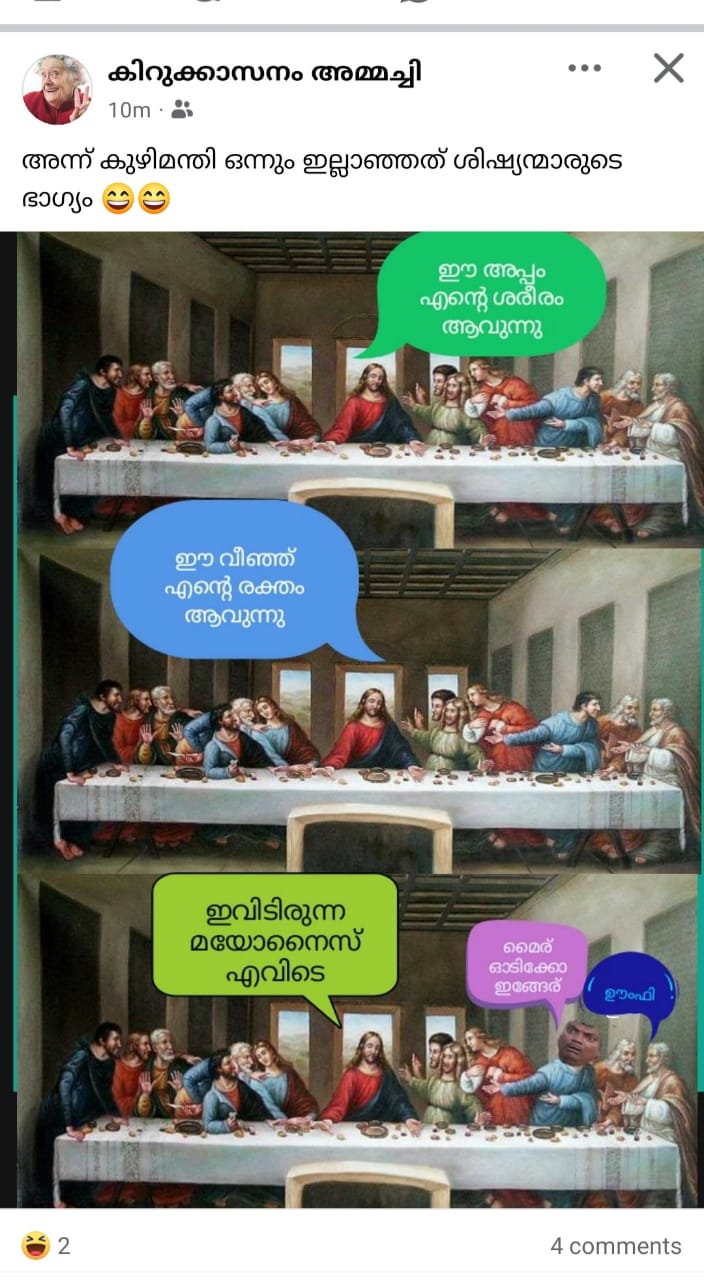 കിറുക്കാസനം അമ്മച്ചി
10m
അന്ന് കുഴിമന്തി ഒന്നും ഇല്ലാഞ്ഞത് ശിഷ്യന്മാരുടെ
ഭാഗ്യം 😄😄
ഈ അപ്പം
എന്റെ ശരീരം
ആവുന്നു
ഈ വീഞ്ഞ്
എന്റെ രക്തം
ആവുന്നു
ഇവിടിരുന്ന
മയോനൈസ്
എവിടെ
മൈര്
ഓടിക്കോ
ഇങ്ങേര്
ഊംഫി
2
4 comments